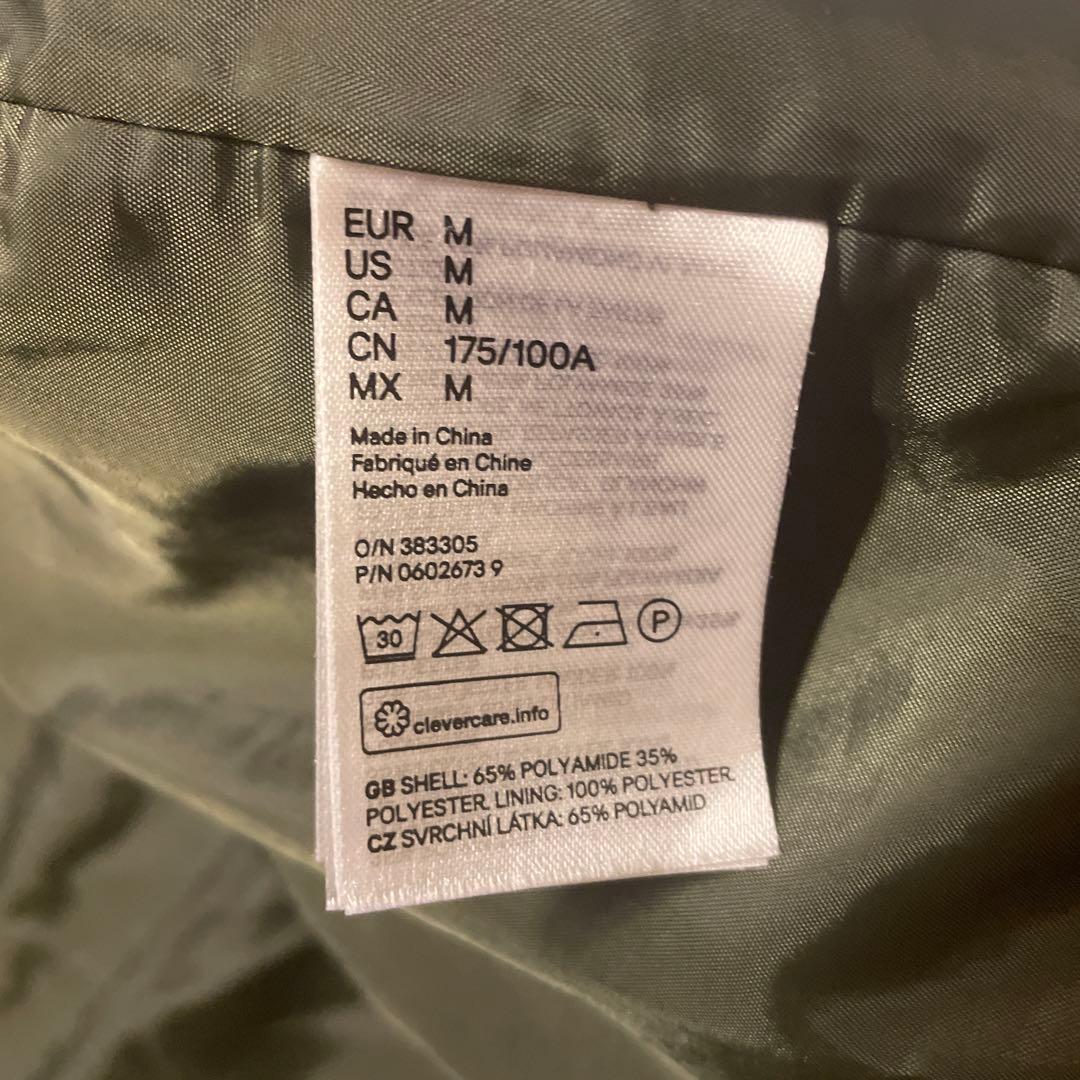 EUR M
US M
CA M
CN 175/100A
MX M
Made in China
Fabriqué en Chine
Hecho en China
O/N 383305
P/N 0602673 9
30
P
clevercare.info
GB SHELL: 65% POLYAMIDE 35%
POLYESTER. LINING: 100% POLYESTER.
CZ SVRCHNÍ LÁTKA: 65% POLYAMID